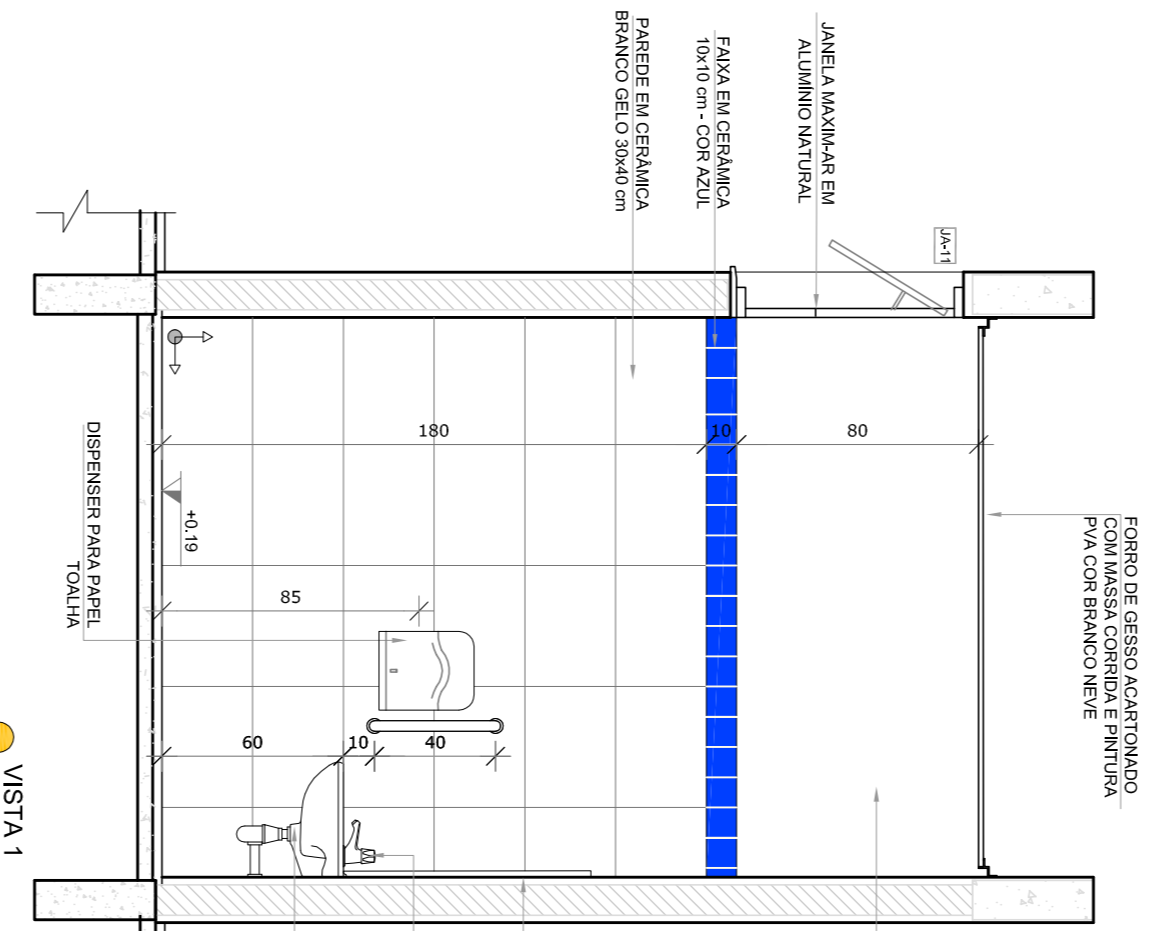 FORRO DE GESSO ACARTONADO
COM MASSA CORRIDA E PINTURA
PVA COR BRANCO NEVE
JA-11
JANELA MAXIM-AR EM
ALUMÍNIO NATURAL
FAIXA EM CERÂMICA
10x10 cm - COR AZUL
PAREDE EM CERÂMICA
BRANCO GELO 30x40 cm
80
10
180
85
40
10
60
+0.19
DISPENSER PARA PAPEL
TOALHA
VISTA 1